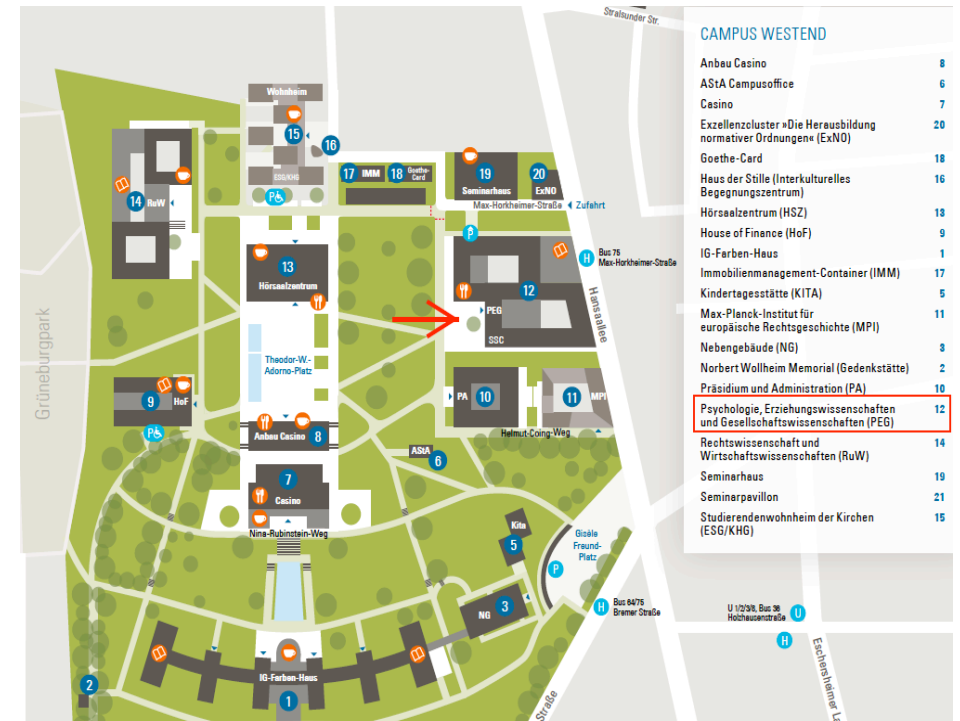 Stralsunder Str.
Wohnheim
15
16
ESG/KHG
P
17 IMM
18 Goethe-
Card
19
Seminarhaus
20
ExNO
Max-Horkheimer-Straße
Zufahrt
14 RuW
13
Hörsaalzentrum
P
H
Bus 75
Max-Horkheimer-Straße
12
PEG
SSC
Hansaallee
Grüneburgpark
Theodor-W.-
Adorno-Platz
9 HoF
P
PA 10
11 MPI
Helmut-Coing-Weg
Anbau Casino 8
AStA
6
7
Casino
Nina-Rubinstein-Weg
Kita
5
Gisèle
Freund-
Platz
P
NG 3
H
Bus 64/75
Bremer Straße
U 1/2/3/8, Bus 36
Holzhausenstraße
U
H
Eschersheimer La
IG-Farben-Haus
1
2
Straße
CAMPUS WESTEND
Anbau Casino 8
AStA Campusoffice 6
Casino 7
Exzellenzcluster »Die Herausbildung 20
normativer Ordnungen« (ExNO)
Goethe-Card 18
Haus der Stille (Interkulturelles 16
Begegnungszentrum)
Hörsaalzentrum (HSZ) 13
House of Finance (HoF) 9
IG-Farben-Haus 1
Immobilienmanagement-Container (IMM) 17
Kindertagesstätte (KITA) 5
Max-Planck-Institut für 11
europäische Rechtsgeschichte (MPI)
Nebengebäude (NG) 3
Norbert Wollheim Memorial (Gedenkstätte) 2
Präsidium und Administration (PA) 10
Psychologie, Erziehungswissenschaften 12
und Gesellschaftswissenschaften (PEG)
Rechtswissenschaft und 14
Wirtschaftswissenschaften (RuW)
Seminarhaus 19
Seminarpavillon 21
Studierendenwohnheim der Kirchen 15
(ESG/KHG)